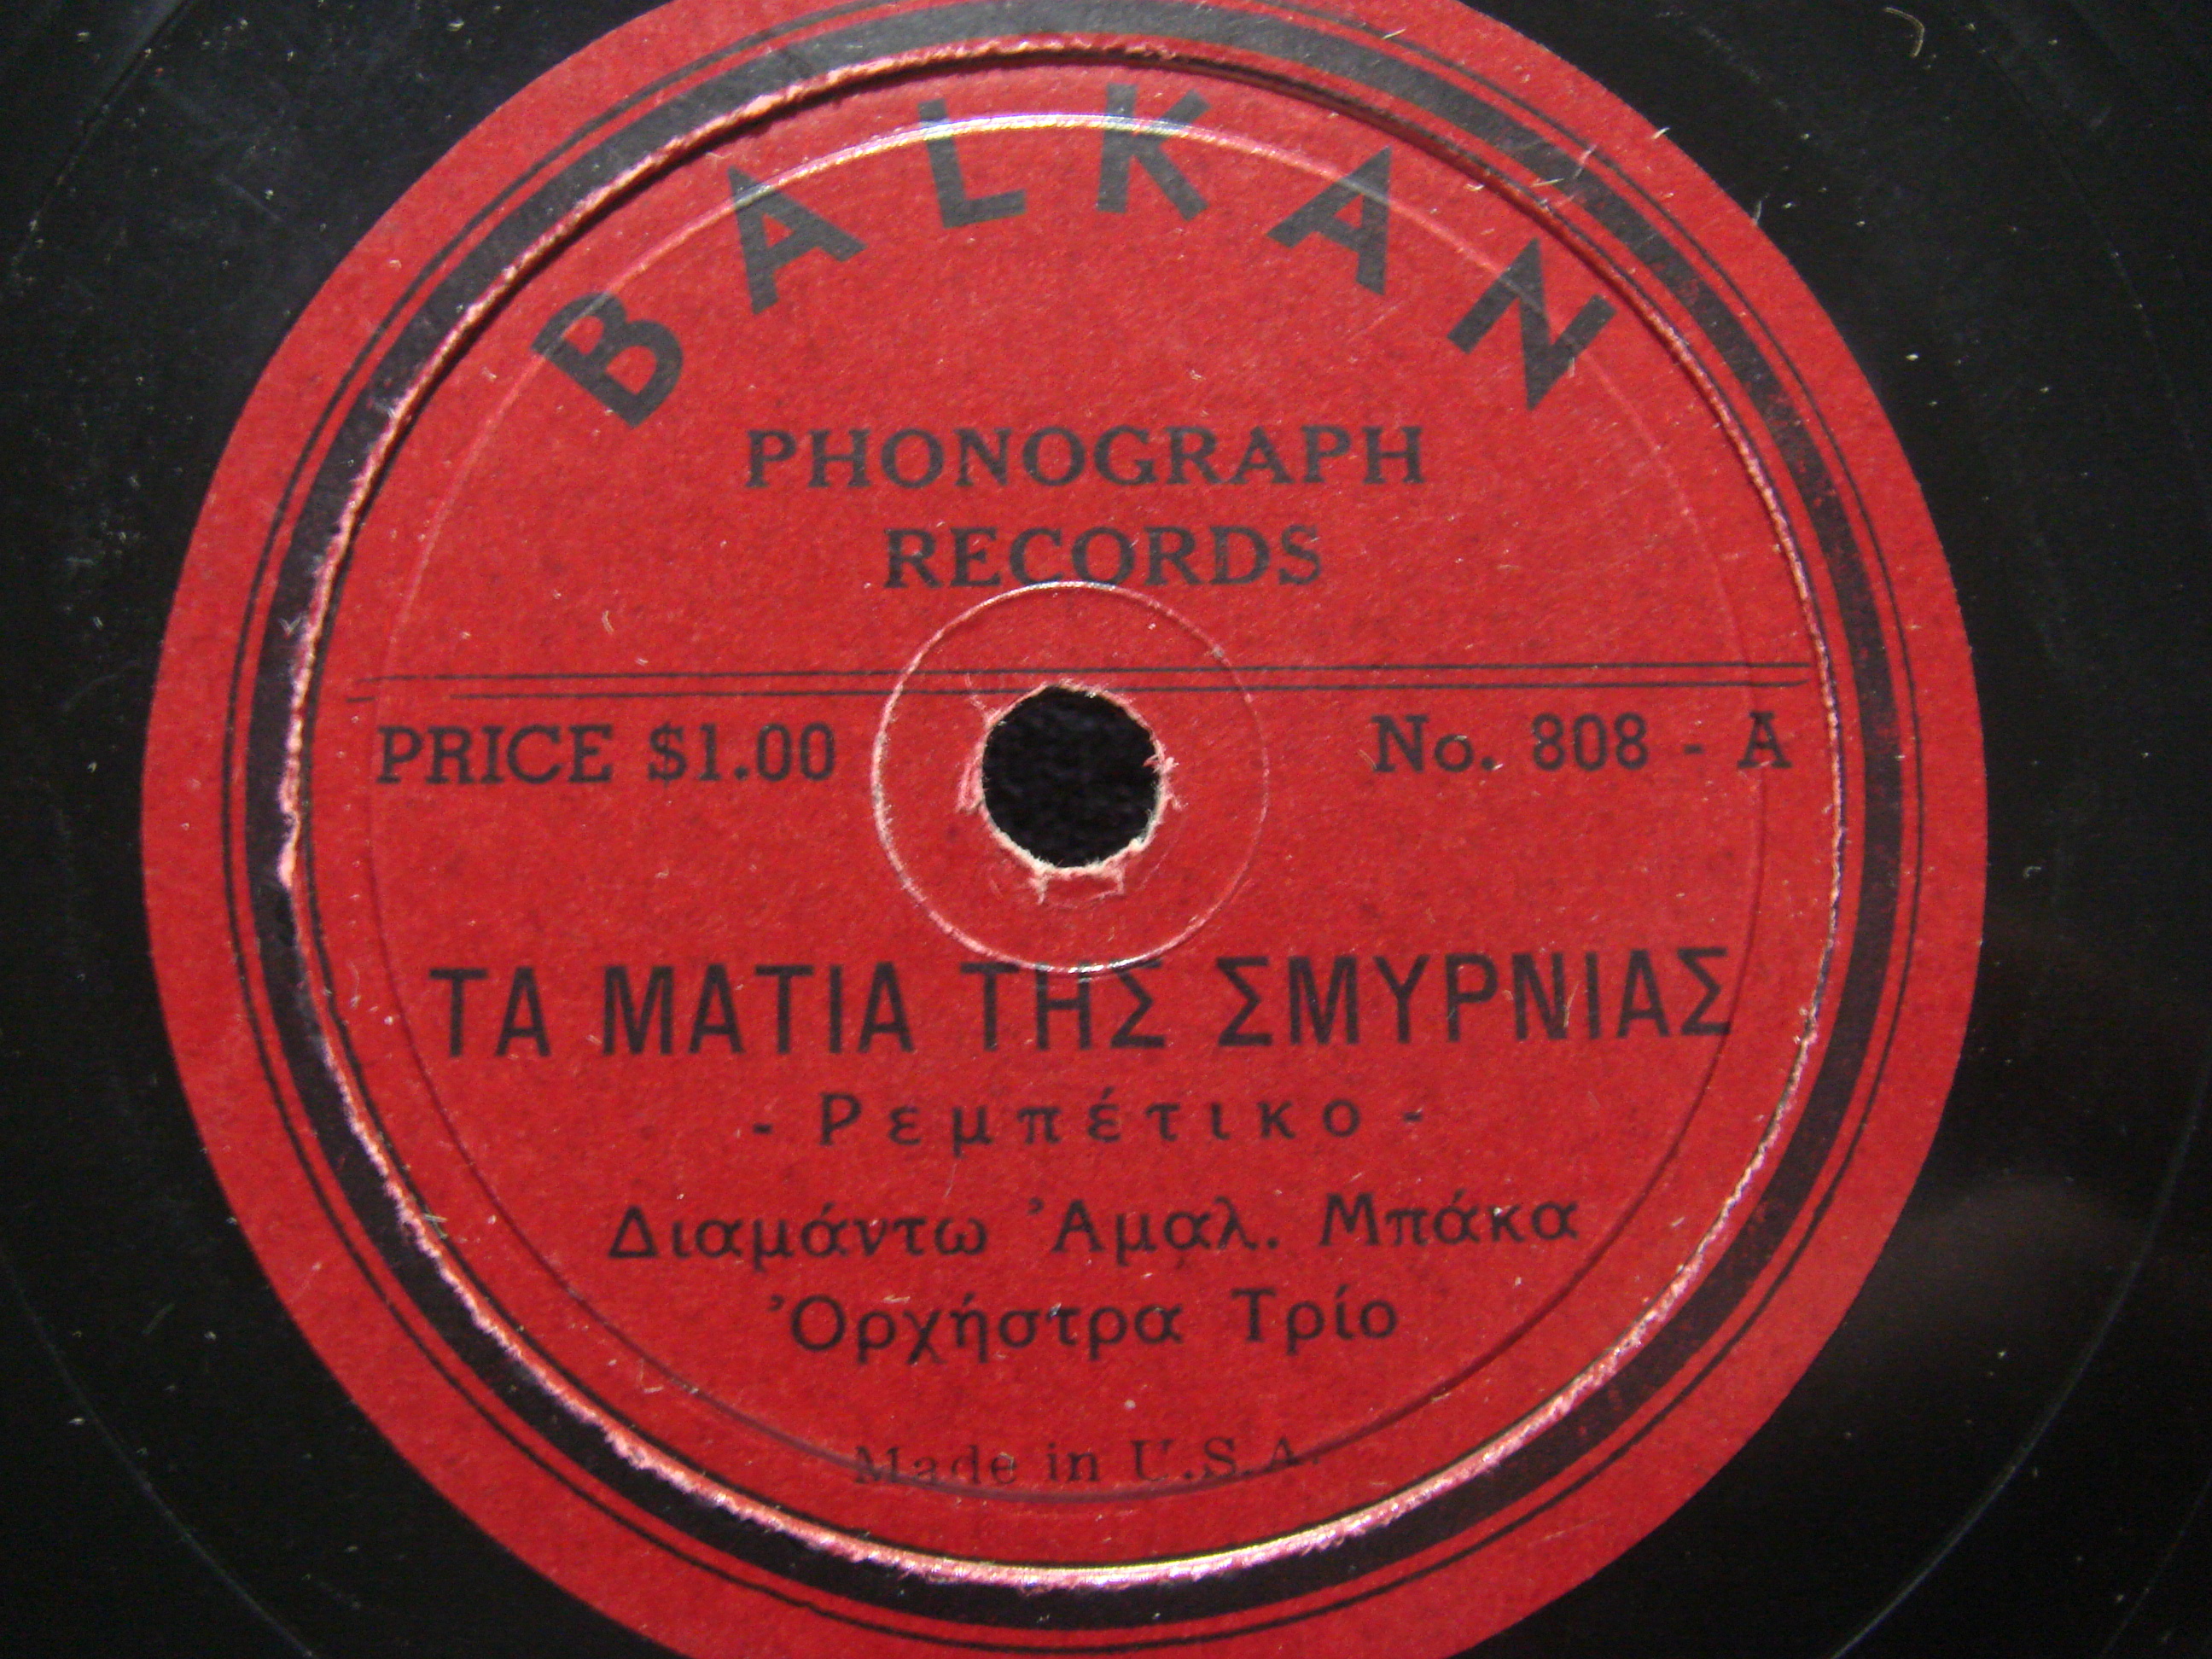 BALKAN
PHONOGRAPH
RECORDS
PRICE $1.00
No. 808 - A
ΤΑ ΜΑΤΙΑ ΤΗΣ ΣΜΥΡΝΙΑΣ
- Ρεμπέτικο -
Διαμάντω Ἀμαλ. Μπάκα
Ὀρχήστρα Τρίο
Made in U.S.A.